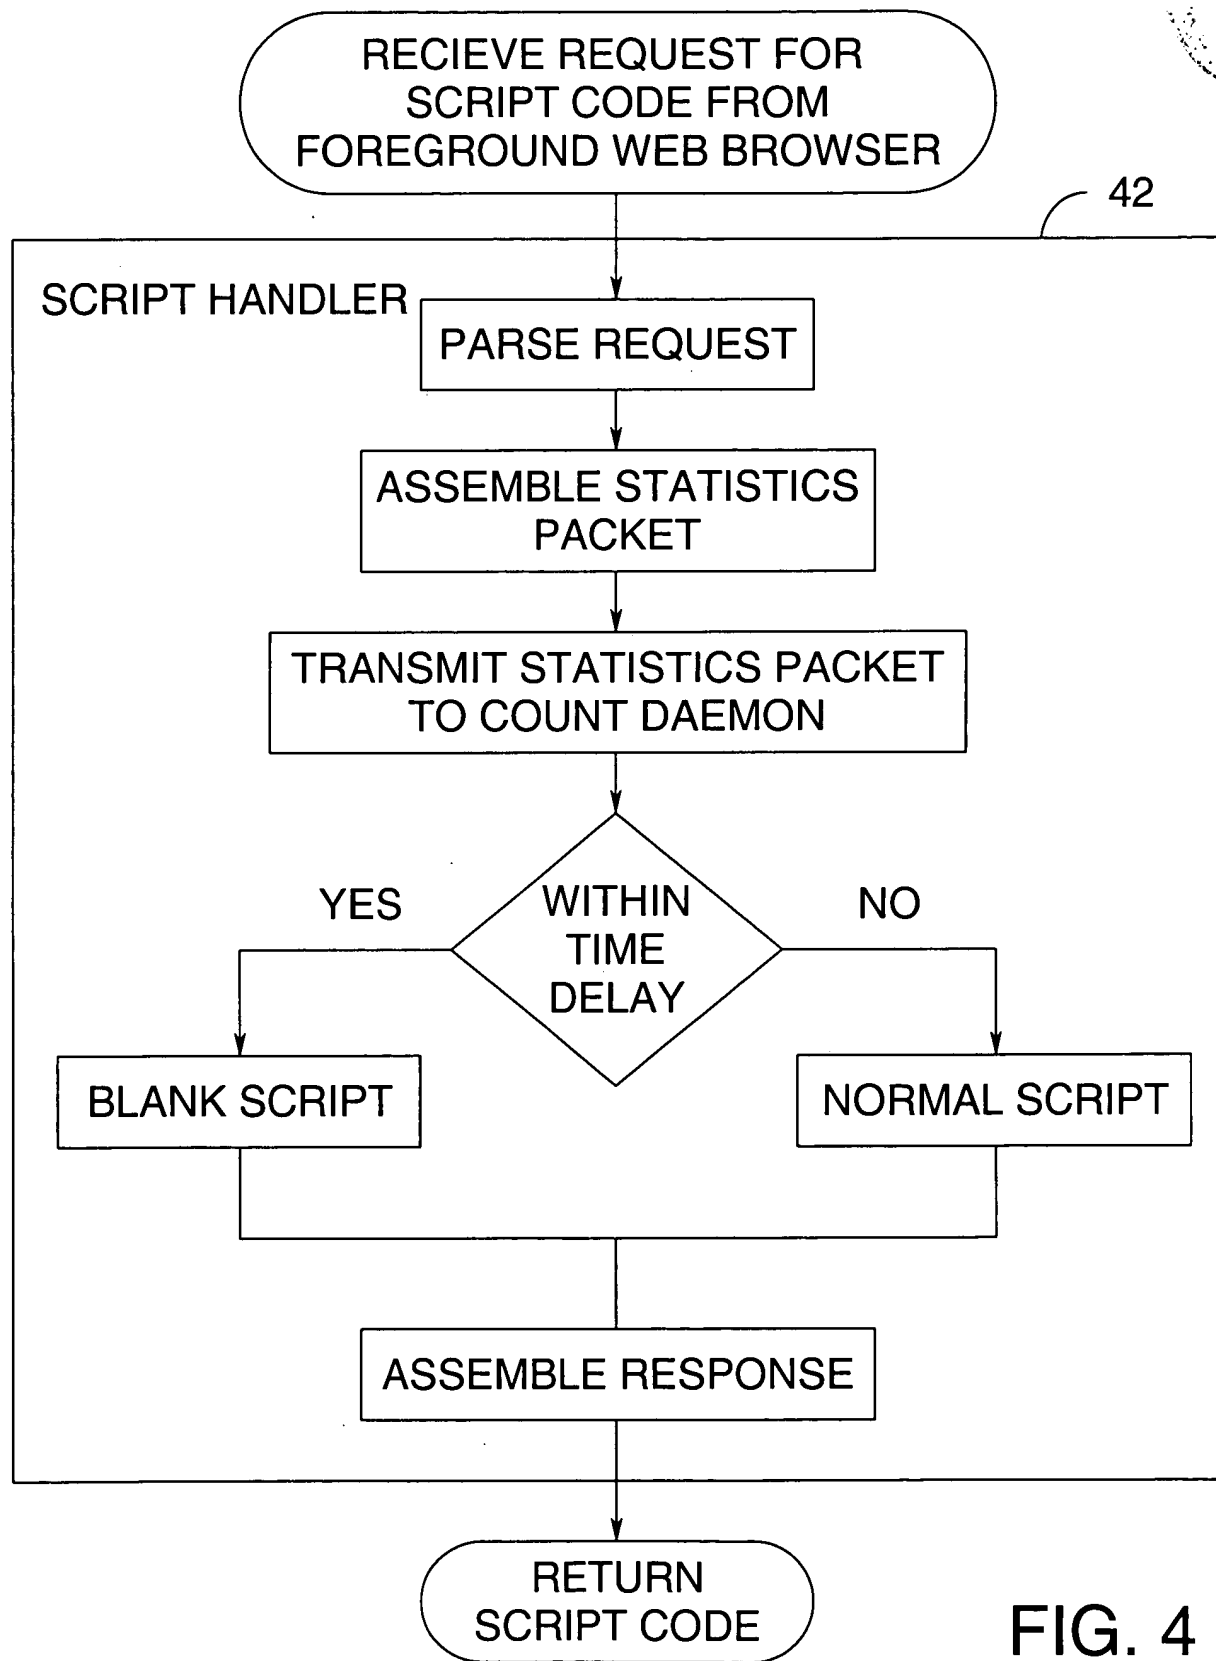 RECIEVE REQUEST FOR
SCRIPT CODE FROM
FOREGROUND WEB BROWSER
42
SCRIPT HANDLER
PARSE REQUEST
ASSEMBLE STATISTICS
PACKET
TRANSMIT STATISTICS PACKET
TO COUNT DAEMON
YES
WITHIN
TIME
DELAY
NO
BLANK SCRIPT
NORMAL SCRIPT
ASSEMBLE RESPONSE
RETURN
SCRIPT CODE
FIG. 4